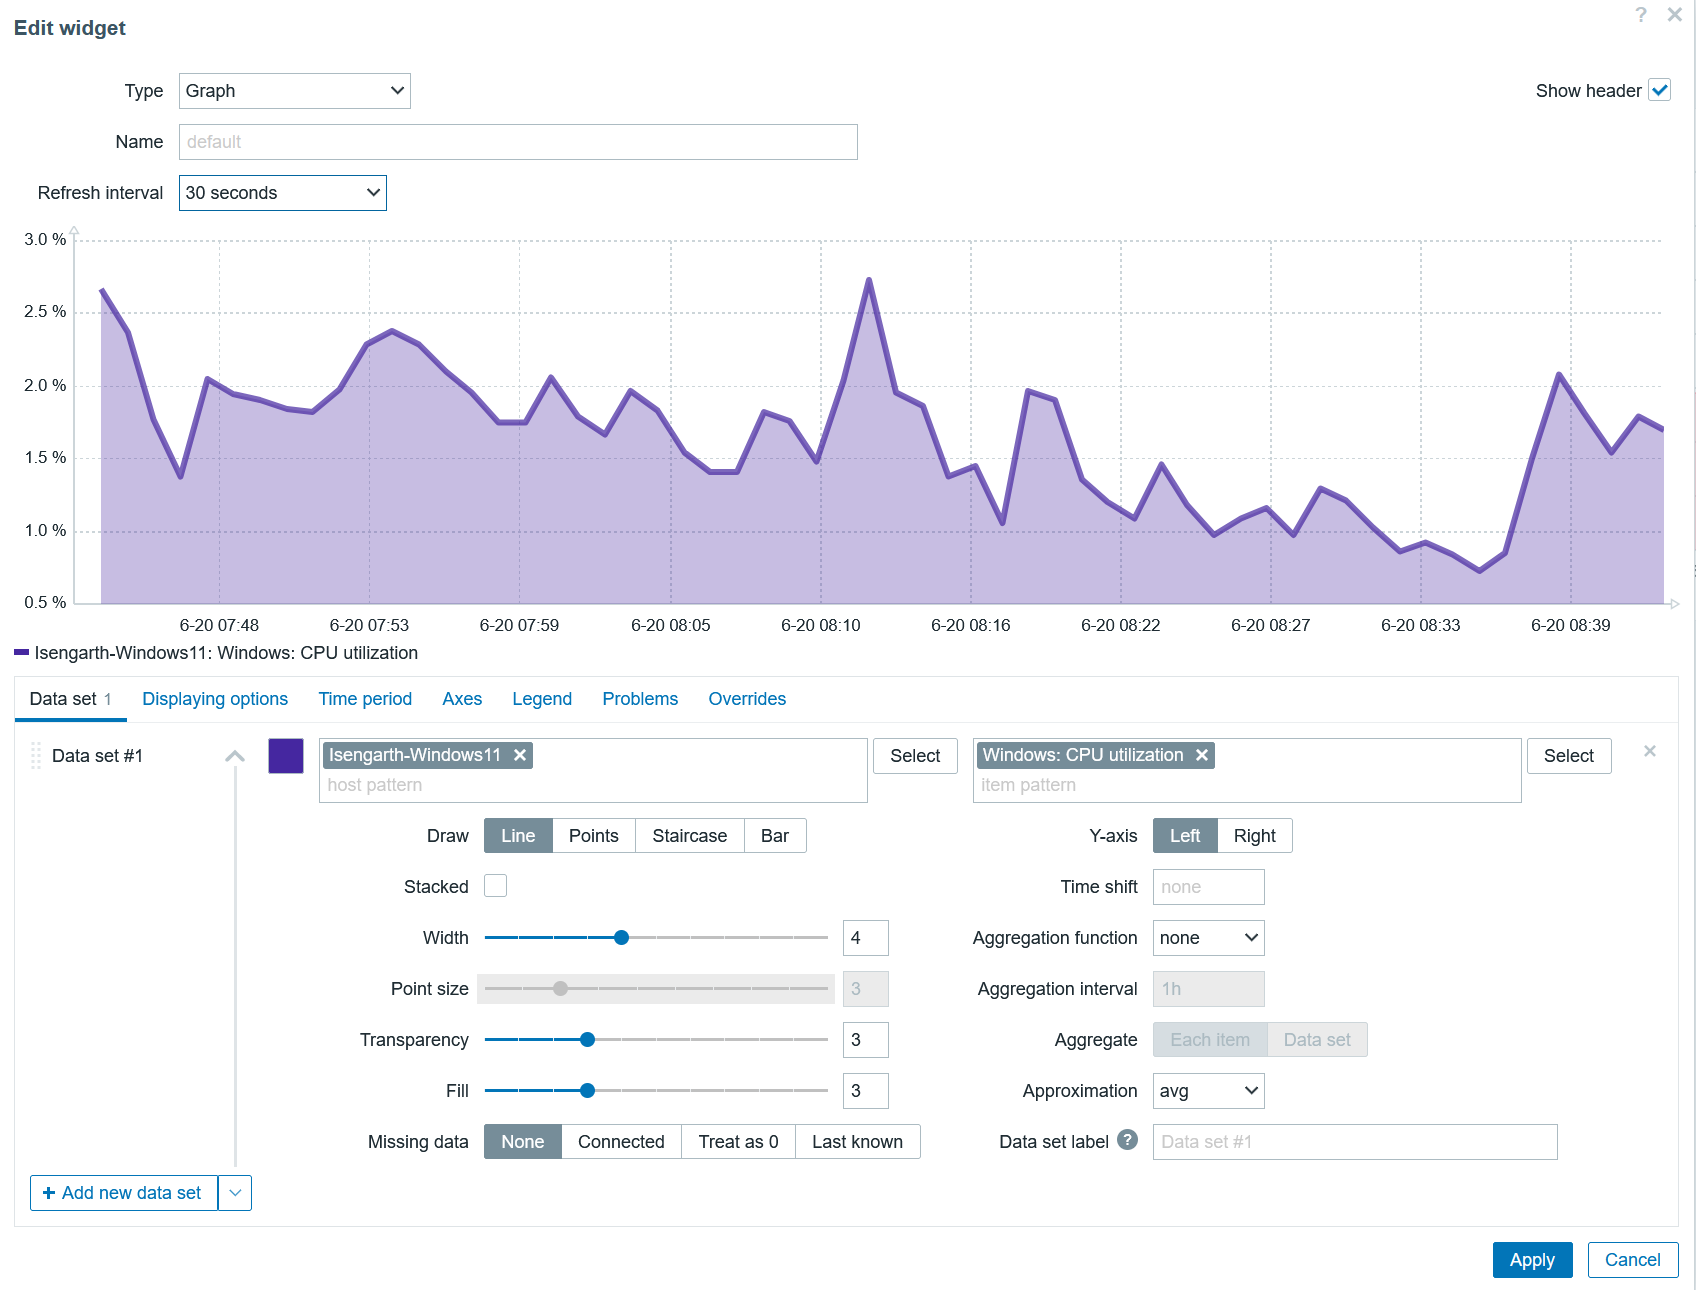 Edit widget
?
Type Graph Show header
Name default
Refresh interval 30 seconds
3.0 %
2.5 %
2.0 %
1.5 %
1.0 %
0.5 %
6-20 07:48 6-20 07:53 6-20 07:59 6-20 08:05 6-20 08:10 6-20 08:16 6-20 08:22 6-20 08:27 6-20 08:33 6-20 08:39
Isengarth-Windows11: Windows: CPU utilization
Data set 1 Displaying options Time period Axes Legend Problems Overrides
Data set #1 Isengarth-Windows11 Select Windows: CPU utilization Select
host pattern item pattern
Draw Line Points Staircase Bar Y-axis Left Right
Stacked Time shift none
Width 4 Aggregation function none
Point size 3 Aggregation interval 1h
Transparency 3 Aggregate Each item Data set
Fill 3 Approximation avg
Missing data None Connected Treat as 0 Last known Data set label ? Data set #1
+ Add new data set
Apply Cancel